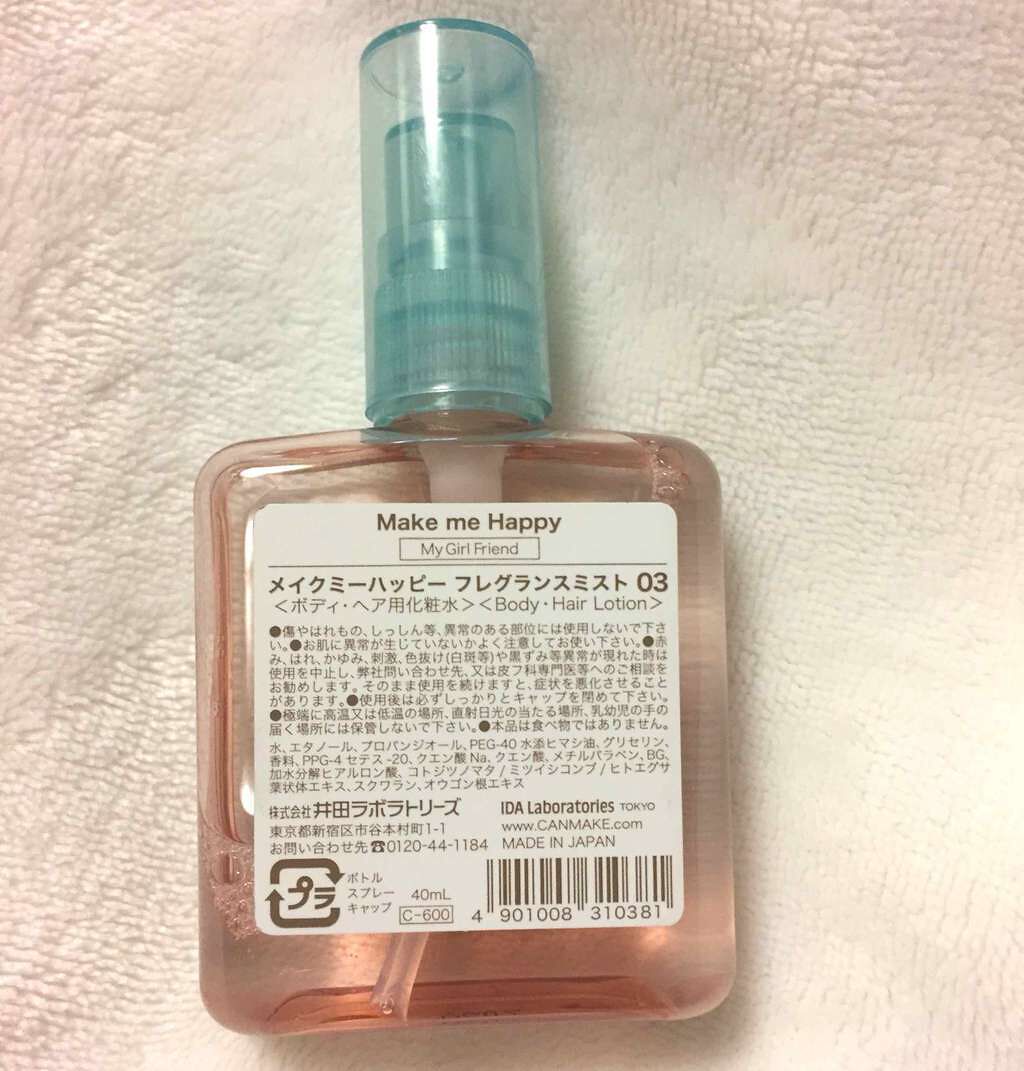 Make me Happy
My Girl Friend
メイクミーハッピー フレグランスミスト 03
＜ボディ・ヘア用化粧水＞＜Body・Hair Lotion＞
●傷やはれもの、しっしん等、異常のある部位には使用しないで下さ
い。●お肌に異常が生じていないかよく注意してお使い下さい。●赤
み、はれ、かゆみ、刺激、色抜け(白斑等)や黒ずみ等異常が現れた時は
使用を中止し、弊社問い合わせ先、又は皮フ科専門医等へのご相談を
お勧めします。そのまま使用を続けますと、症状を悪化させること
があります。●使用後は必ずしっかりとキャップを閉めて下さい。
●極端に高温又は低温の場所、直射日光の当たる場所、乳幼児の手の
届く場所には保管しないで下さい。●本品は食べ物ではありません。
水、エタノール、プロパンジオール、PEG-40 水添ヒマシ油、グリセリン、
香料、PPG-4 セテス -20、クエン酸 Na、クエン酸、メチルパラベン、BG、
加水分解ヒアルロン酸、コトジツノマタ / ミツイシコンブ / ヒトエグサ
葉状体エキス、スクワラン、オウゴン根エキス
株式会社 井田ラボラトリーズ IDA Laboratories TOKYO
東京都新宿区市谷本村町1-1 www.CANMAKE.com
お問い合わせ先☎0120-44-1184 MADE IN JAPAN
プラ
ボトル
スプレー
キャップ
40mL
C-600
4 901008 310381